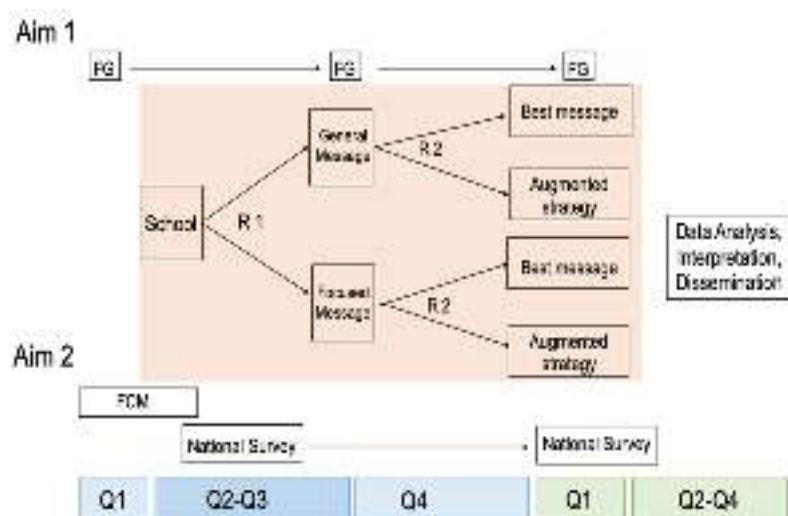 Aim 1
FG
FG
FG
General
Message
Best message
R 2
Augmented
strategy
School
R 1
Data Analysis,
Interpretation,
Dissemination
Best message
Focused
Message
R 2
Augmented
strategy
Aim 2
FCM
National Survey
National Survey
Q1
Q2-Q3
Q4
Q1
Q2-Q4